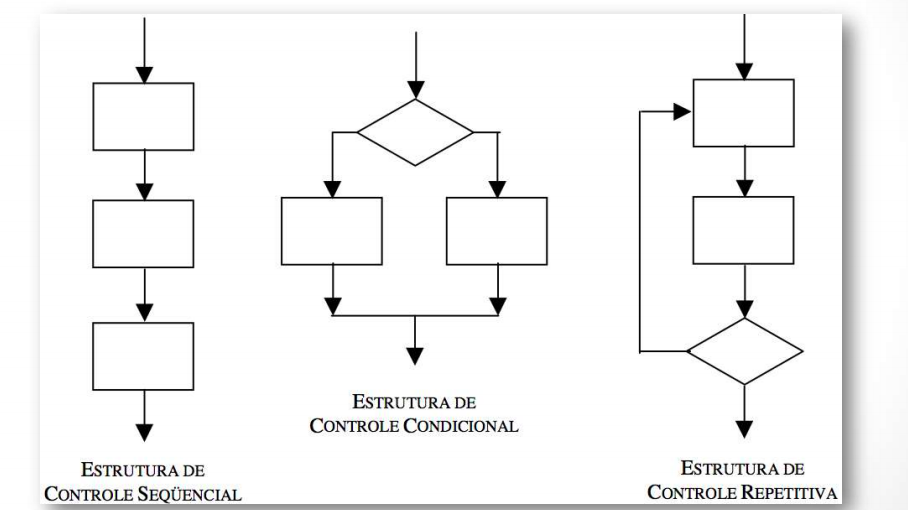 ESTRUTURA DE
CONTROLE SEQÜENCIAL
ESTRUTURA DE
CONTROLE CONDICIONAL
ESTRUTURA DE
CONTROLE REPETITIVA